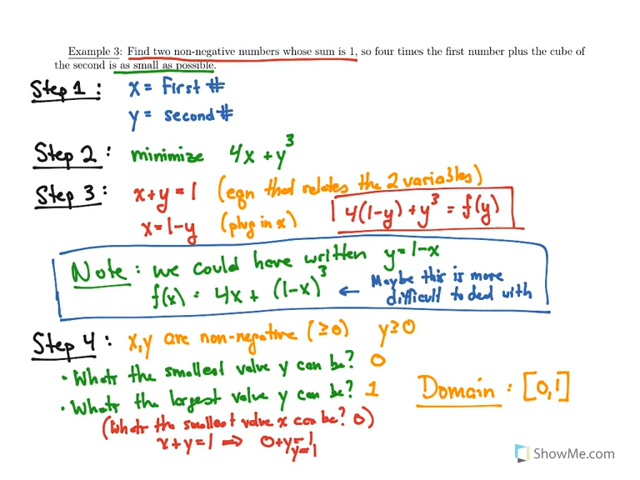 Example 3: Find two non-negative numbers whose sum is 1, so four times the first number plus the cube of
the second is as small as possible.
Step 1 : x = First #
y = second #
Step 2 : minimize 4x + y³
Step 3 : x + y = 1 (eqn that relates the 2 variables)
x = 1 - y (plug in x) 4(1-y) + y³ = f(y)
Note : we could have written y = 1 - x
f(x) = 4x + (1-x)³ ← Maybe this is more
difficult to deal with
Step 4 : x, y are non-negative (≥0) y ≥ 0
• Whats the smallest value y can be? 0
• Whats the largest value y can be? 1 Domain : [0,1]
(Whats the smallest value x can be? 0)
x + y = 1 ⇒ 0 + y = 1
y = 1
ShowMe.com